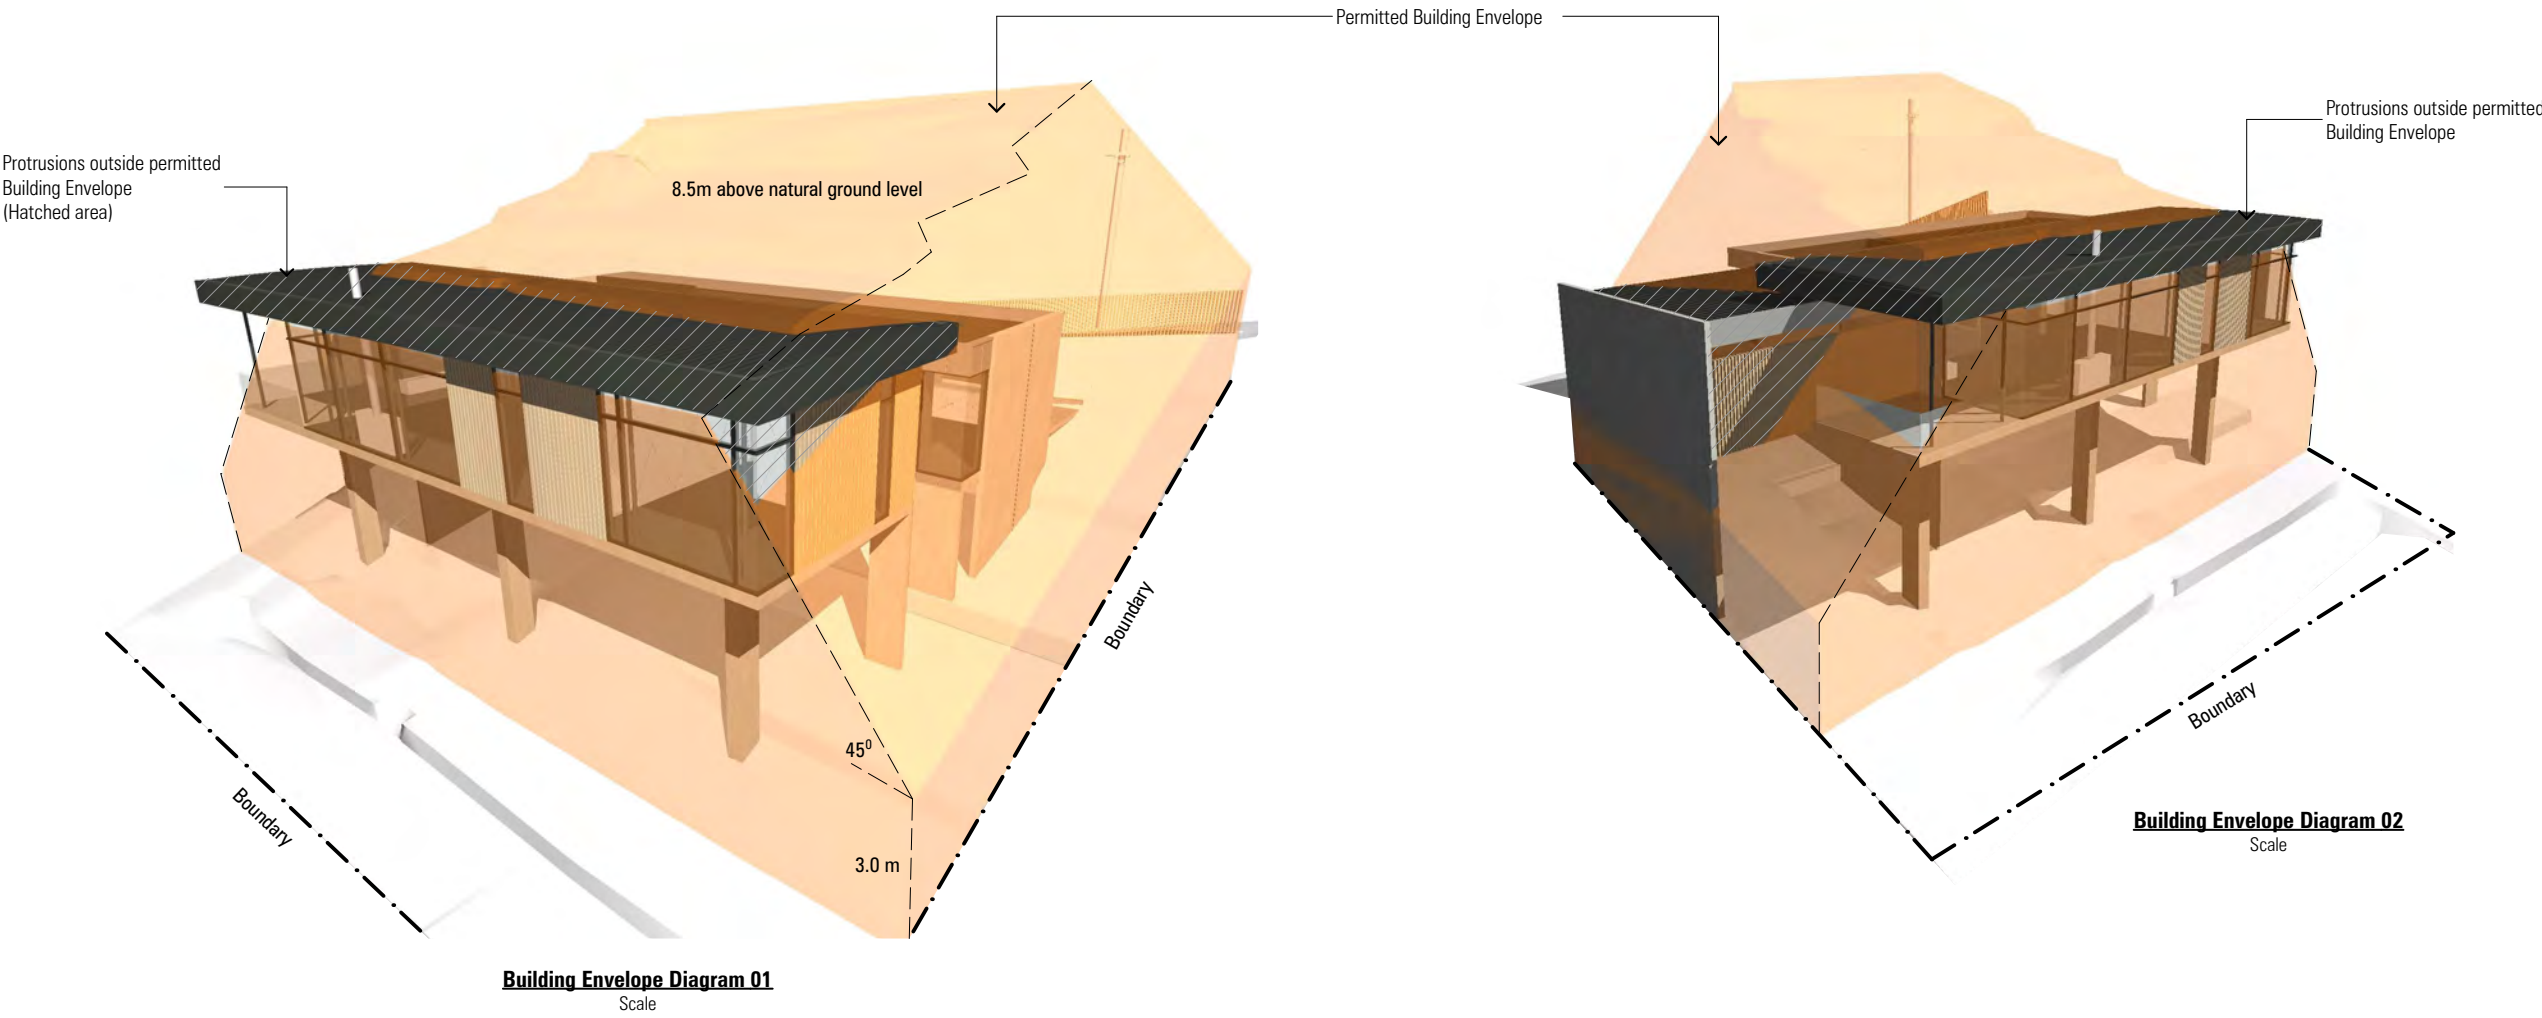 Permitted Building Envelope
Protrusions outside permitted
Building Envelope
(Hatched area)
8.5m above natural ground level
Boundary
Boundary
45⁰
3.0 m
Building Envelope Diagram 01
Scale
Protrusions outside permitted
Building Envelope
Boundary
Building Envelope Diagram 02
Scale